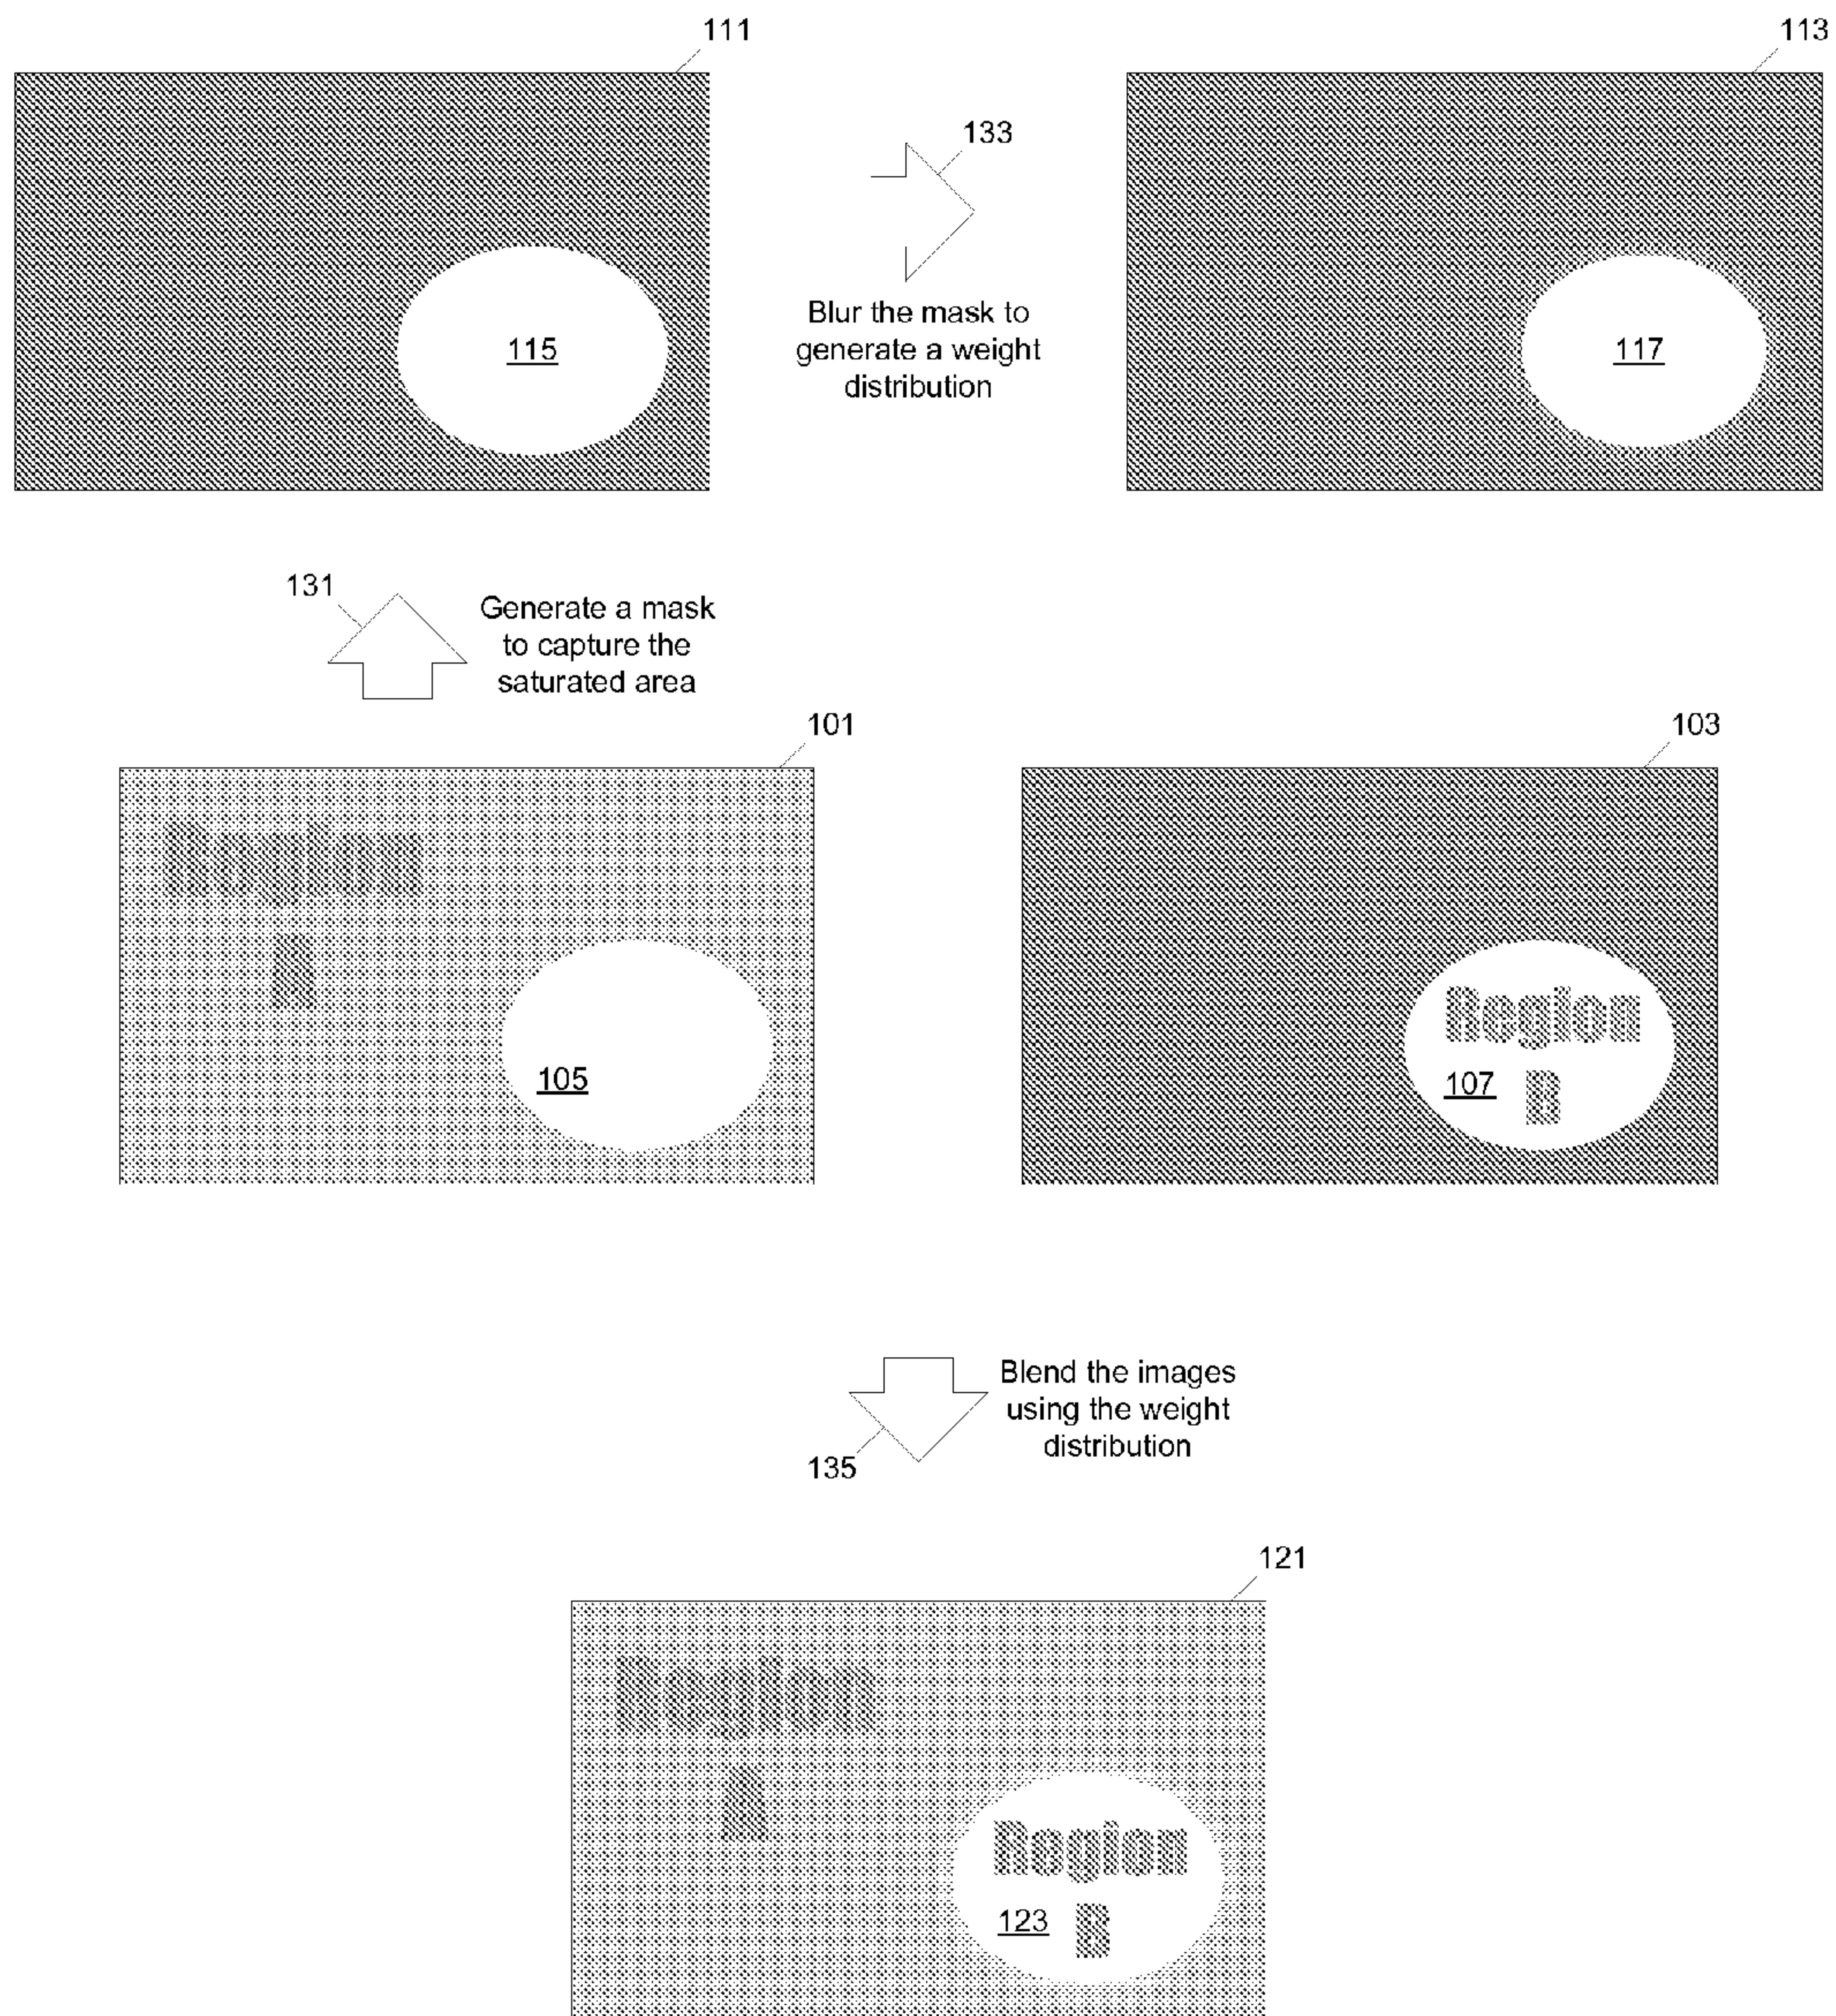 111
113
133
Blur the mask to
generate a weight
distribution
115
117
131
Generate a mask
to capture the
saturated area
101
103
Region
A
105
Region
B
107
Blend the images
using the weight
distribution
135
121
Region
A
Region
B
123